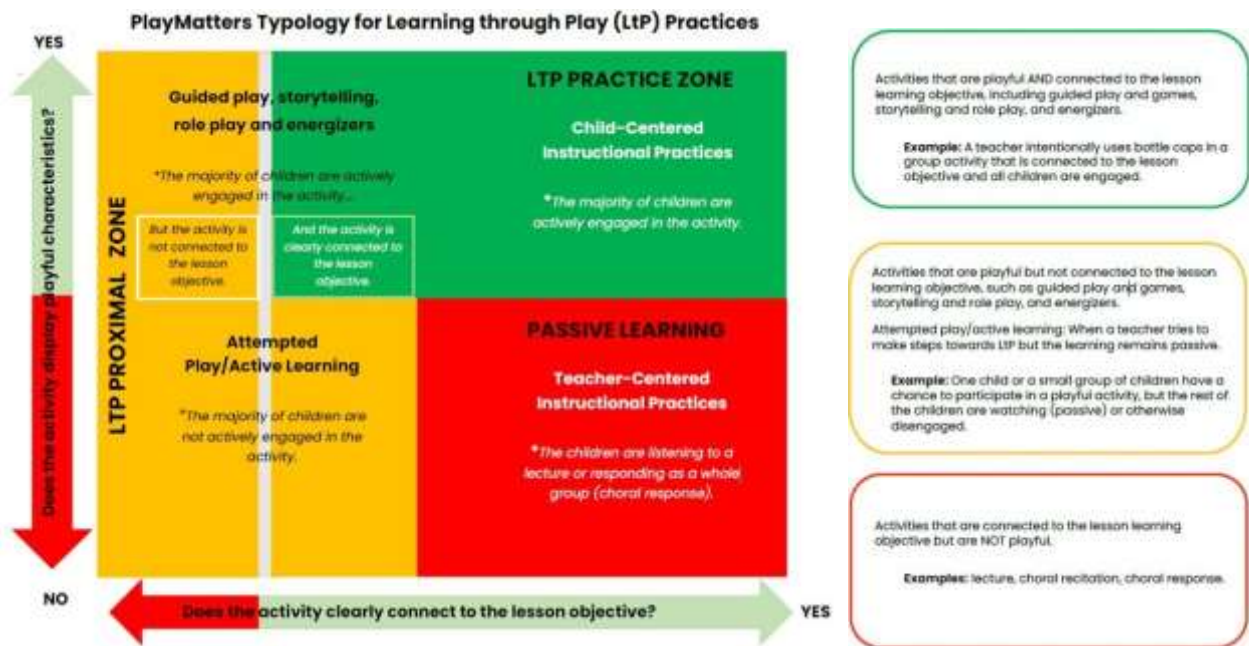 PlayMatters Typology for Learning through Play (LtP) Practices
YES
Does the activity display playful characteristics?
NO
LTP PROXIMAL ZONE
Guided play, storytelling,
role play and energizers
*The majority of children are actively
engaged in the activity...
But the activity is
not connected to
the lesson
objective.
And the activity is
clearly connected to
the lesson
objective.
LTP PRACTICE ZONE
Child-Centered
Instructional Practices
*The majority of children are
actively engaged in the activity.
Attempted
Play/Active Learning
*The majority of children are
not actively engaged in the
activity.
PASSIVE LEARNING
Teacher-Centered
Instructional Practices
*The children are listening to a
lecture or responding as a whole
group (choral response).
Does the activity clearly connect to the lesson objective?
YES
Activities that are playful AND connected to the lesson
learning objective, including guided play and games,
storytelling and role play, and energizers.
Example: A teacher intentionally uses bottle caps in a
group activity that is connected to the lesson
objective and all children are engaged.
Activities that are playful but not connected to the lesson
learning objective, such as guided play and games,
storytelling and role play, and energizers.
Attempted play/active learning: When a teacher tries to
make steps towards LtP but the learning remains passive.
Example: One child or a small group of children have a
chance to participate in a playful activity, but the rest of
the children are watching (passive) or otherwise
disengaged.
Activities that are connected to the lesson learning
objective but are NOT playful.
Examples: lecture, choral recitation, choral response.